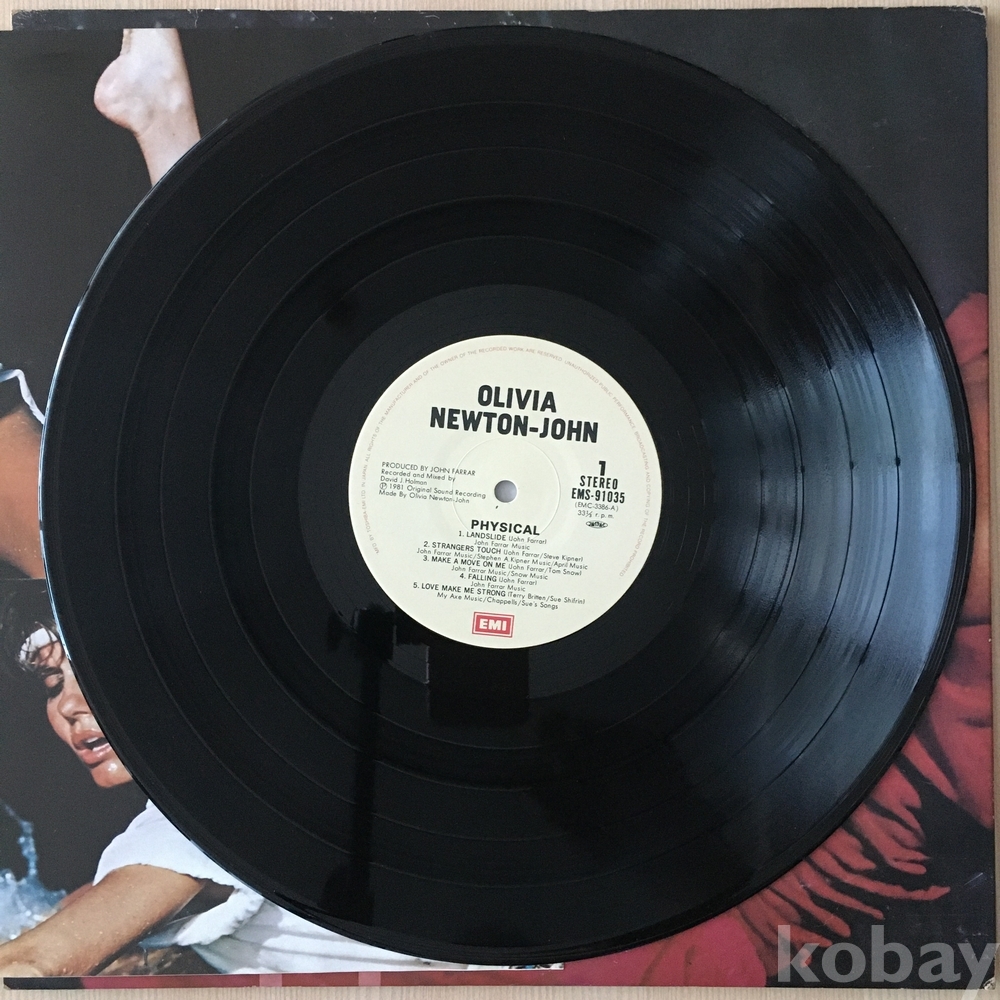 OLIVIA
NEWTON-JOHN
PRODUCED BY JOHN FARRAR
Recorded and Mixed by
David J. Holman
Ⓟ 1981 Original Sound Recording
Made By Olivia Newton-John
1
STEREO
EMS-91035
(EMC-3386-A)
33⅓ r.p.m.
PHYSICAL
1. LANDSLIDE (John Farrar)
John Farrar Music
2. STRANGERS TOUCH (John Farrar/Steve Kipner)
John Farrar Music/Stephen A. Kipner Music/April Music
3. MAKE A MOVE ON ME (John Farrar/Tom Snow)
John Farrar Music/Snow Music
4. FALLING (John Farrar)
John Farrar Music
5. LOVE MAKE ME STRONG (Terry Britten/Sue Shifrin)
My Axe Music/Chappells/Sue's Songs
EMI
kobay